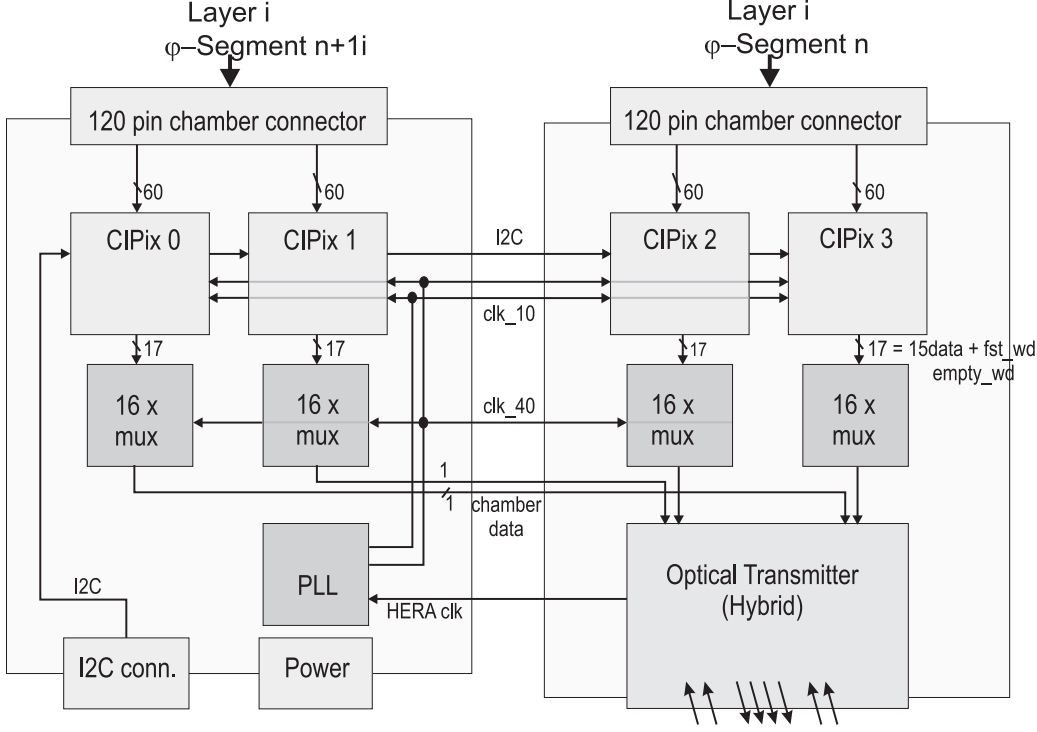 Layer i
φ–Segment n+1i
Layer i
φ–Segment n
120 pin chamber connector
120 pin chamber connector
60
60
60
60
CIPix 0
CIPix 1
I2C
CIPix 2
CIPix 3
clk_10
17
17
17
17 = 15data + fst_wd
empty_wd
16 x
mux
16 x
mux
clk_40
16 x
mux
16 x
mux
1
1
chamber
data
PLL
HERA clk
Optical Transmitter
(Hybrid)
I2C
I2C conn.
Power